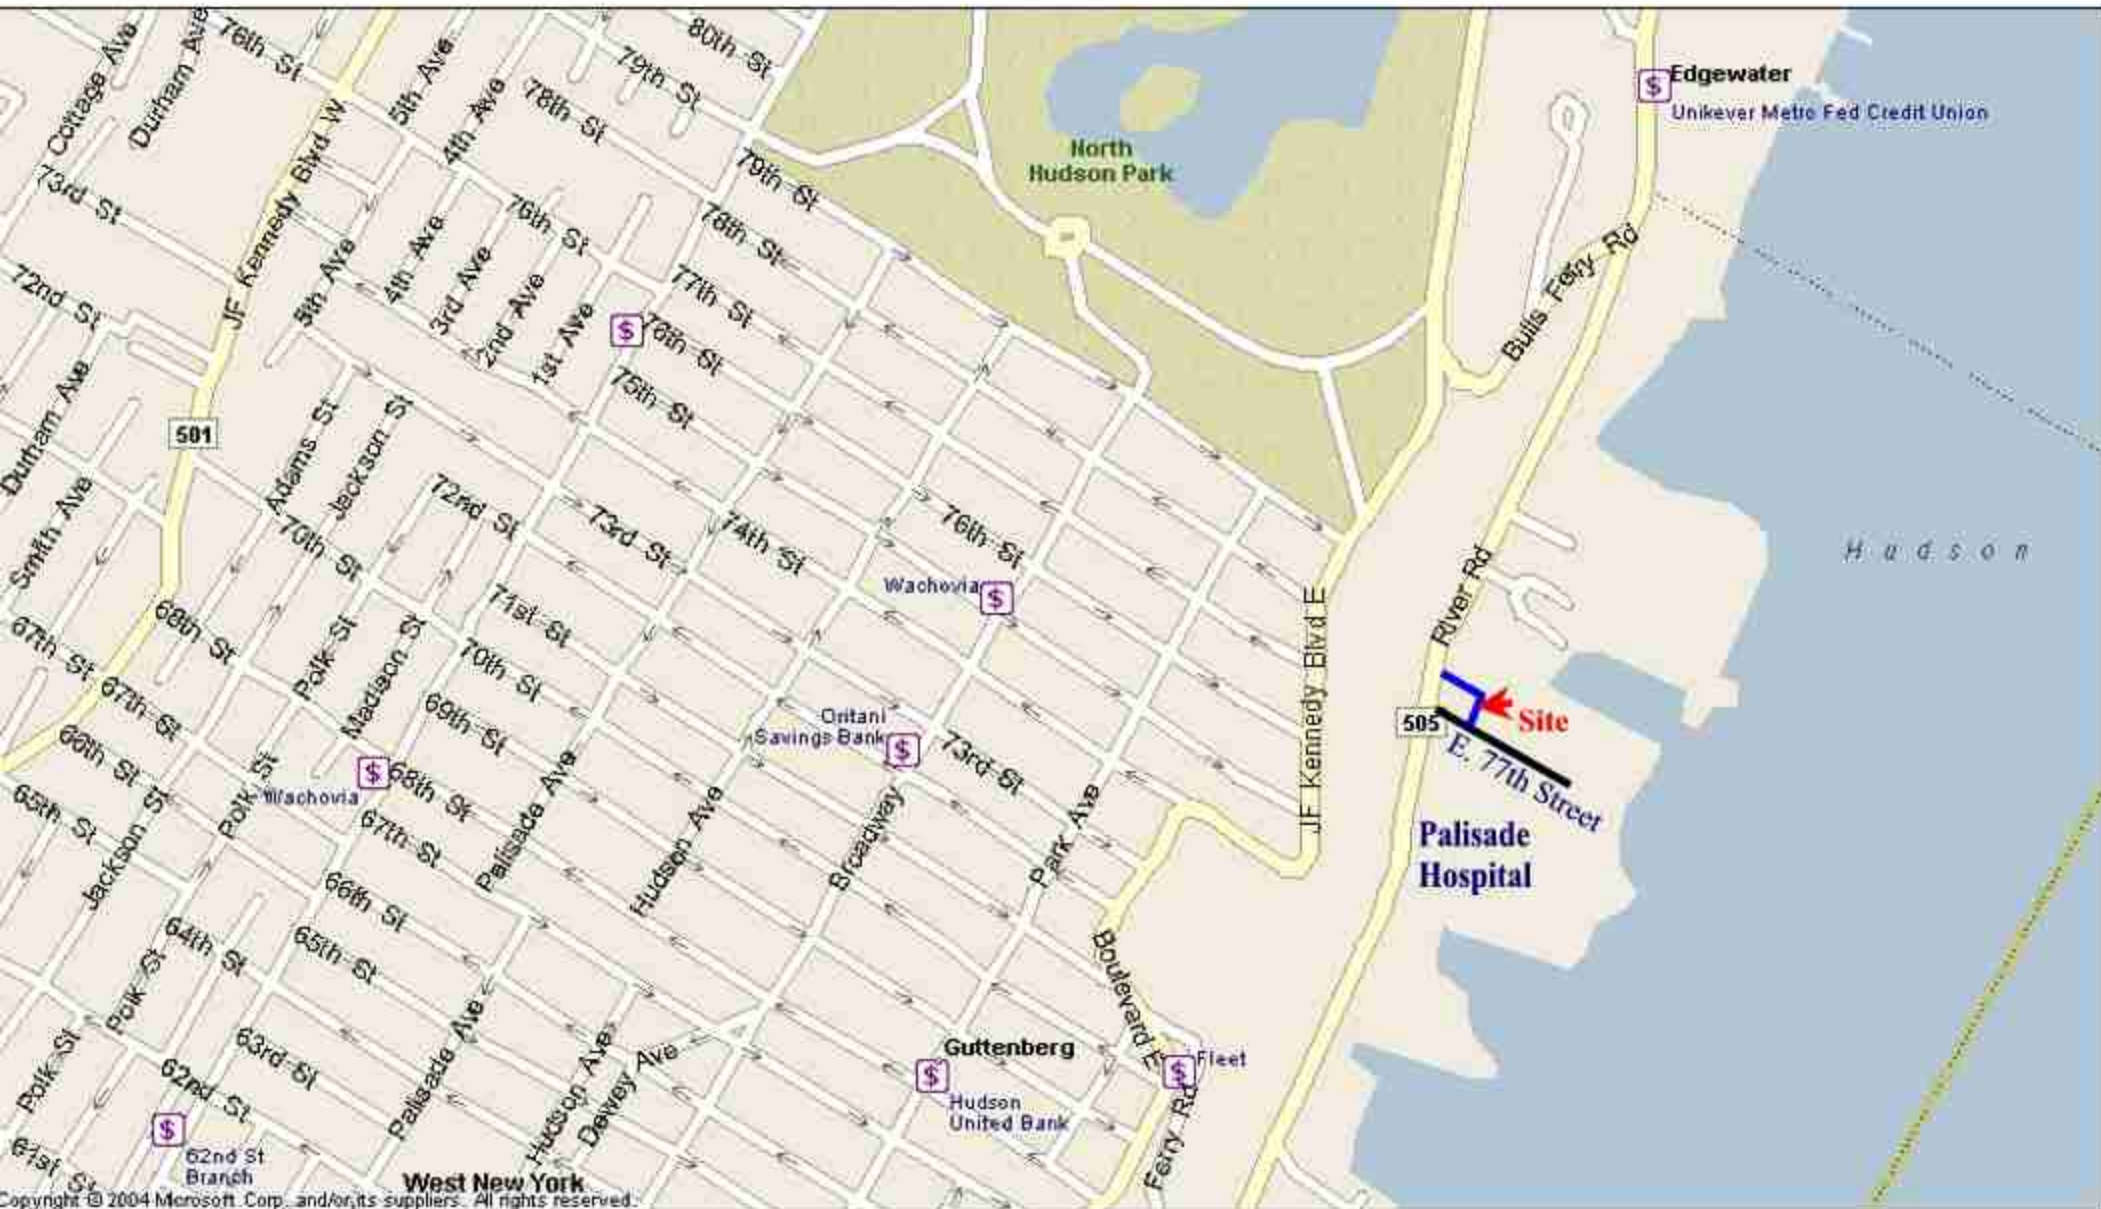 80th St
76th St
Cottage Ave
Durham Ave
5th Ave
79th St
4th Ave
78th St
Edgewater
Unikever Metro Fed Credit Union
North
Hudson Park
79th St
73rd St
JF Kennedy Blvd W
76th St
78th St
4th Ave
5th Ave
3rd Ave
2nd Ave
1st Ave
77th St
Bulls Ferry Rd
72nd St
$
76th St
75th St
Durham Ave
501
Adams St
Jackson St
72nd St
Smith Ave
70th St
73rd St
74th St
76th St
Hudson
Wachovia
$
River Rd
JF Kennedy Blvd E
71st St
68th St
67th St
Polk St
Madison St
70th St
69th St
67th St
Oritani
Savings Bank
$
73rd St
505
Site
E. 77th Street
66th St
65th St
Wachovia
$
68th St
Polk St
Jackson St
67th St
Palisade Ave
Hudson Ave
Broadway
Park Ave
Palisade
Hospital
66th St
64th St
65th St
Boulevard E
Polk St
Polk St
63rd St
62nd St
Palisade Ave
Hudson Ave
Dewey Ave
Guttenberg
$
Hudson
United Bank
$
Fleet
Ferry Rd
$
62nd St
Branch
61st St
West New York
Copyright © 2004 Microsoft Corp. and/or its suppliers. All rights reserved.